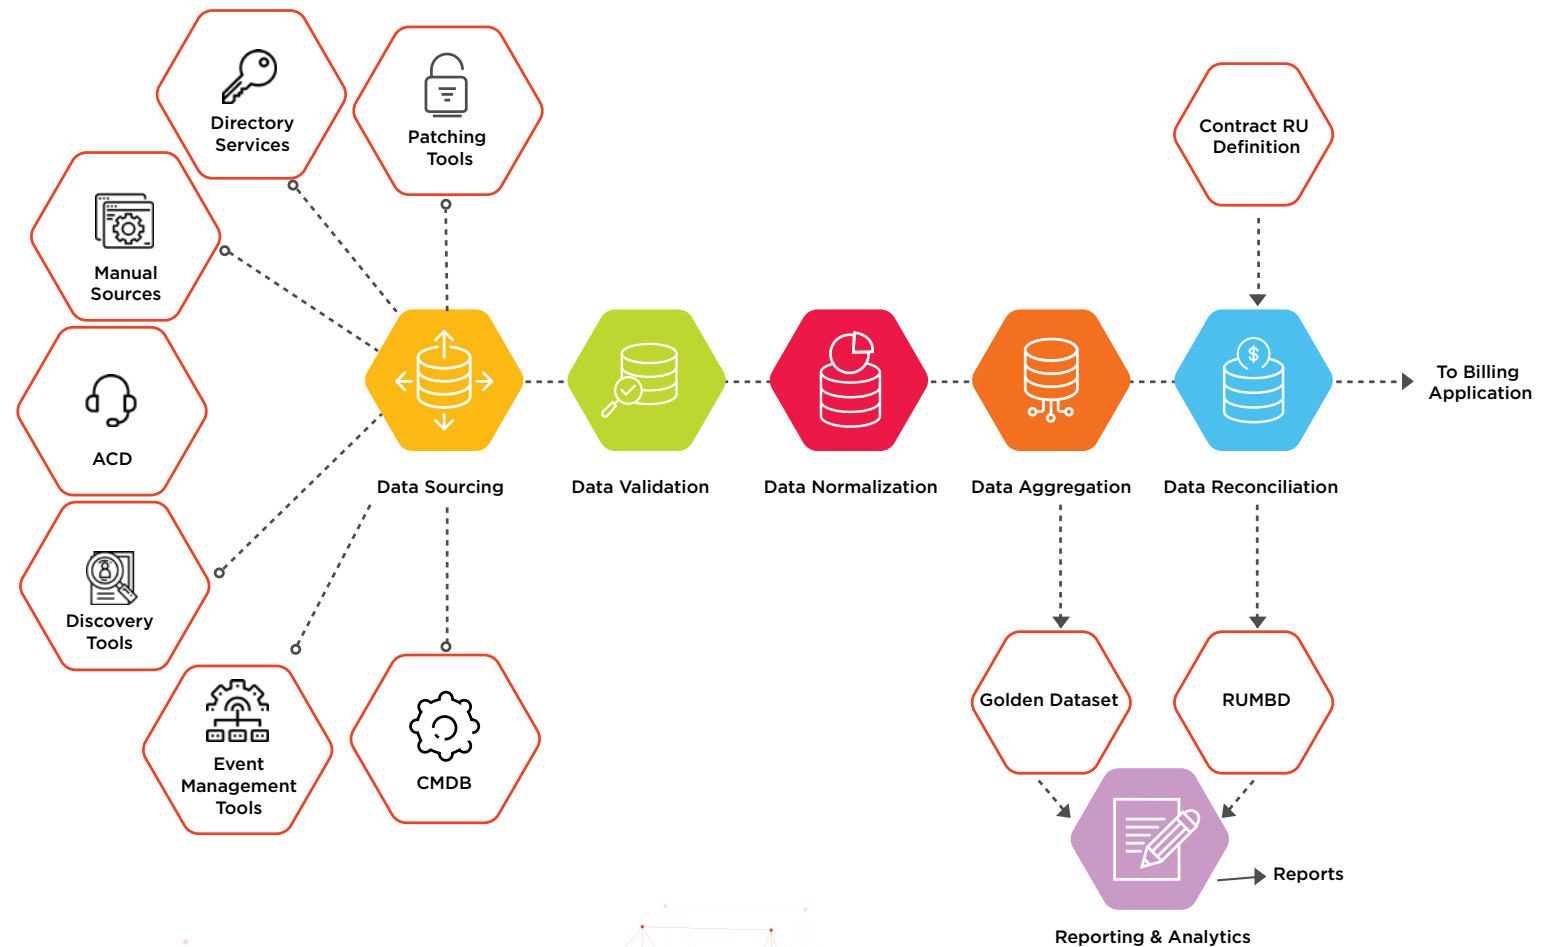 Directory
Services
Patching
Tools
Contract RU
Definition
Manual
Sources
ACD
To Billing
Application
Data Sourcing
Data Validation
Data Normalization
Data Aggregation
Data Reconciliation
Discovery
Tools
Golden Dataset
RUMBD
Event
Management
Tools
CMDB
$
Reports
Reporting & Analytics